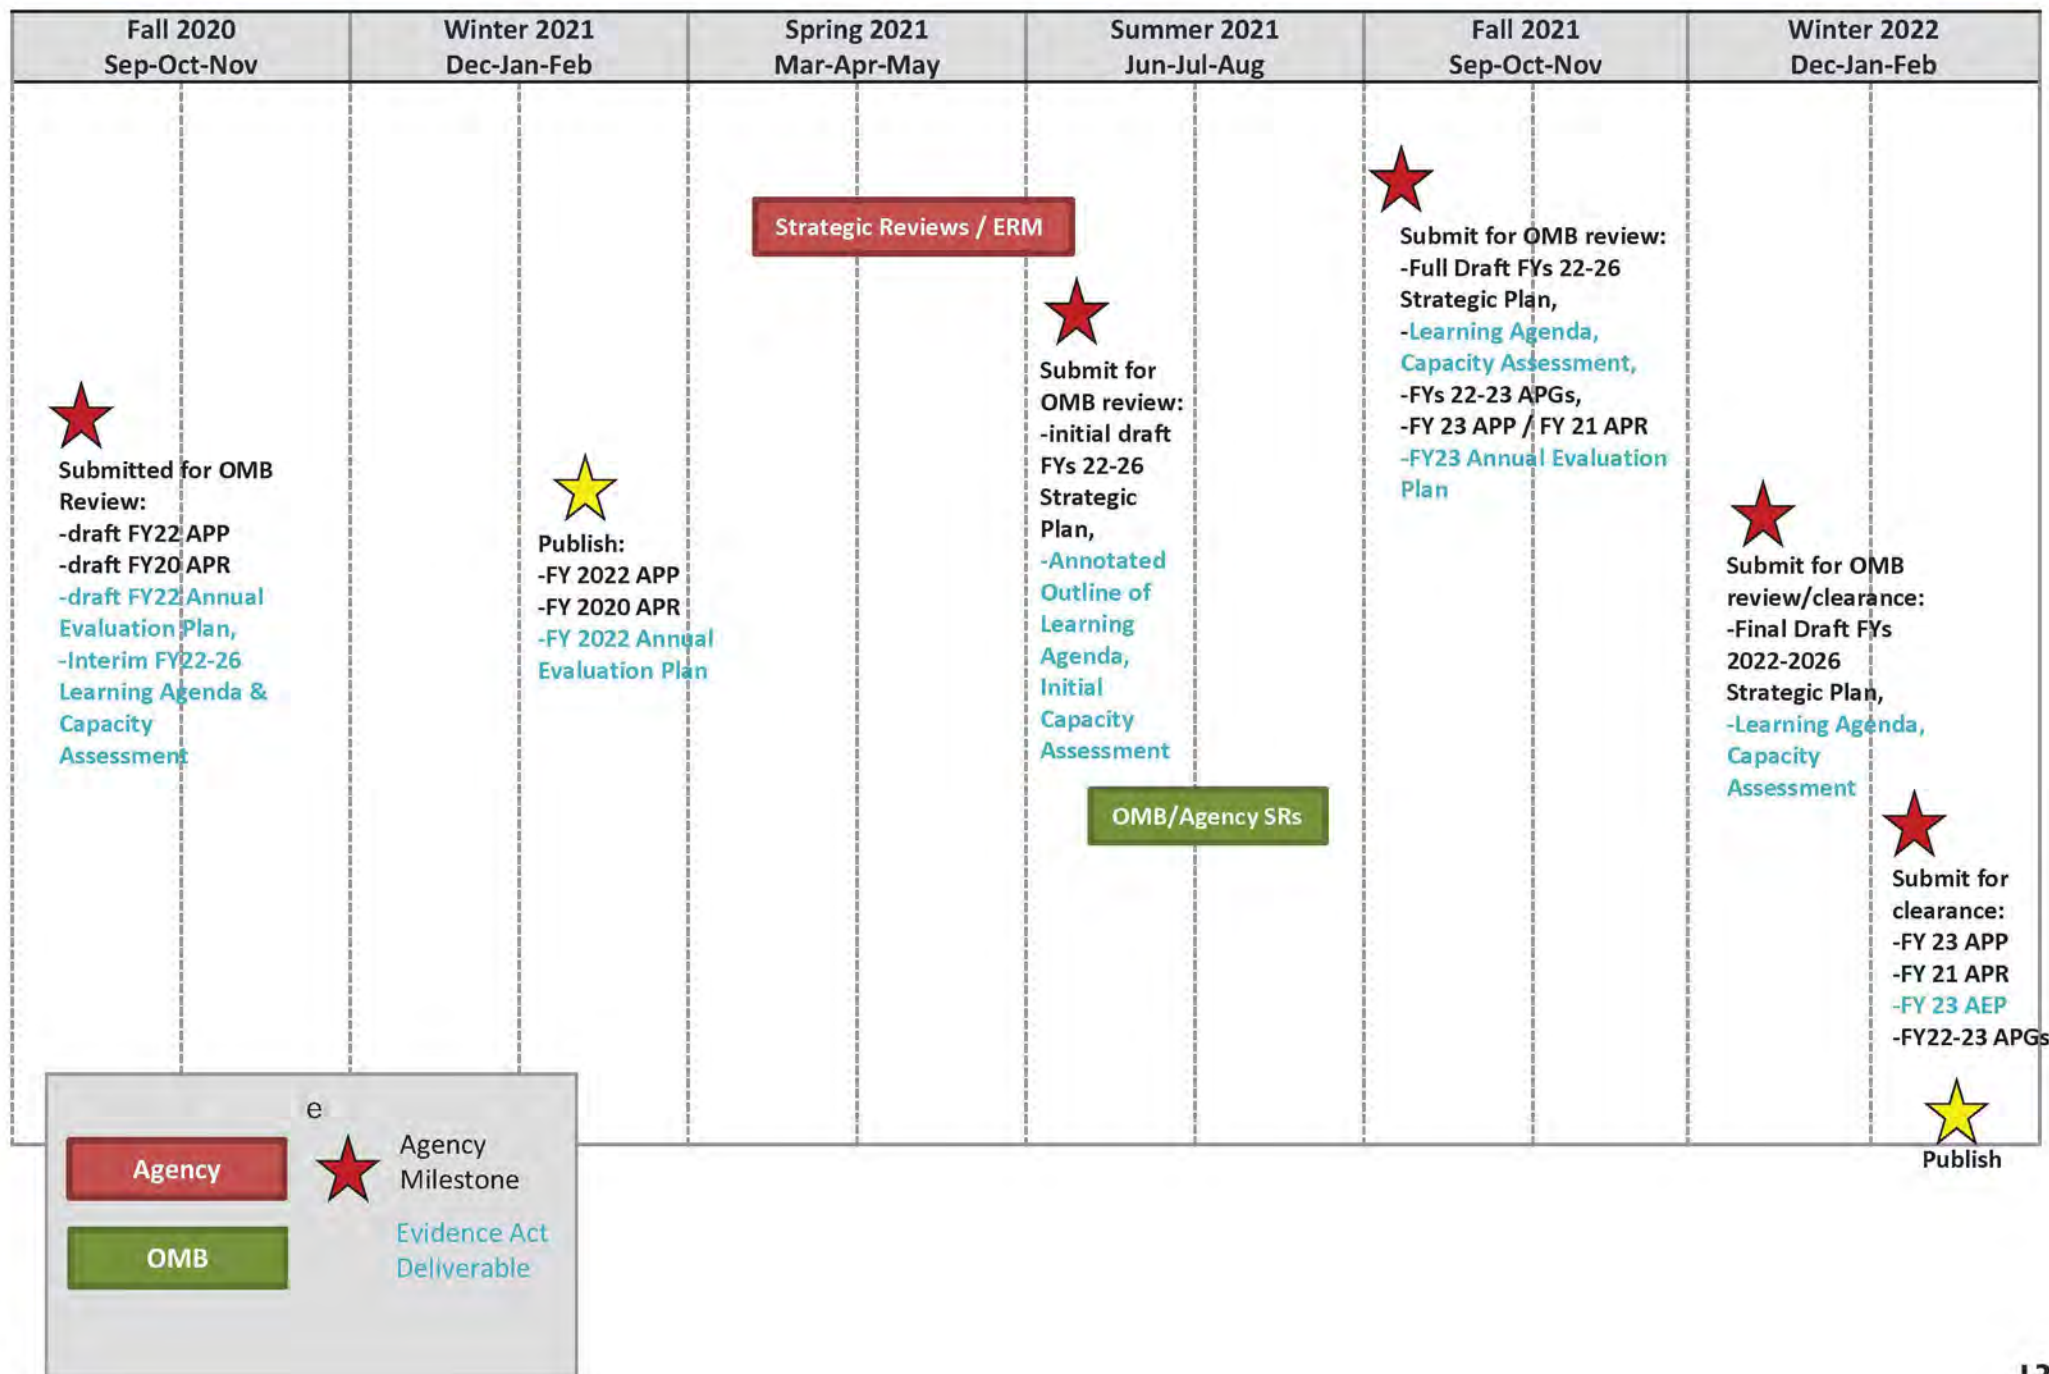 Fall 2020
Sep-Oct-Nov
Winter 2021
Dec-Jan-Feb
Spring 2021
Mar-Apr-May
Summer 2021
Jun-Jul-Aug
Fall 2021
Sep-Oct-Nov
Winter 2022
Dec-Jan-Feb
Submitted for OMB
Review:
-draft FY22 APP
-draft FY20 APR
-draft FY22 Annual
Evaluation Plan,
-Interim FY22-26
Learning Agenda &
Capacity
Assessment
Publish:
-FY 2022 APP
-FY 2020 APR
-FY 2022 Annual
Evaluation Plan
Strategic Reviews / ERM
Submit for
OMB review:
-initial draft
FYs 22-26
Strategic
Plan,
-Annotated
Outline of
Learning
Agenda,
Initial
Capacity
Assessment
OMB/Agency SRs
Submit for OMB review:
-Full Draft FYs 22-26
Strategic Plan,
-Learning Agenda,
Capacity Assessment,
-FYs 22-23 APGs,
-FY 23 APP / FY 21 APR
-FY23 Annual Evaluation
Plan
Submit for OMB
review/clearance:
-Final Draft FYs
2022-2026
Strategic Plan,
-Learning Agenda,
Capacity
Assessment
Submit for
clearance:
-FY 23 APP
-FY 21 APR
-FY 23 AEP
-FY22-23 APGs
Publish
e
Agency
Agency
Milestone
OMB
Evidence Act
Deliverable